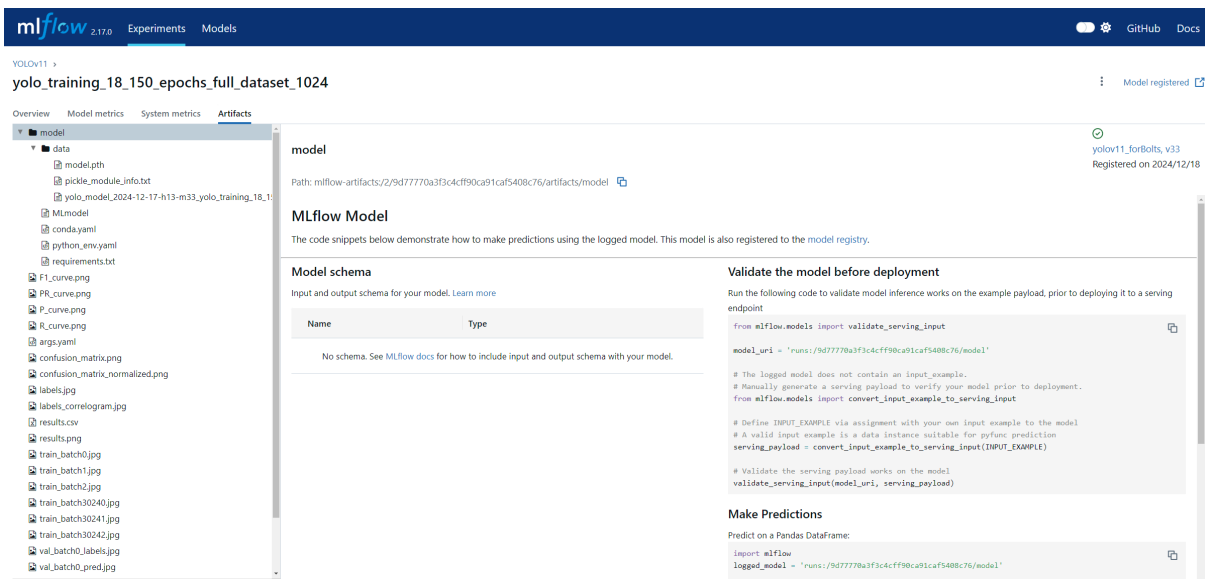 mlflow 2.17.0 Experiments Models GitHub Docs
YOLOv11 >
yolo_training_18_150_epochs_full_dataset_1024
Model registered
Overview Model metrics System metrics Artifacts
model
data
model.pth
pickle_module_info.txt
yolo_model_2024-12-17-h13-m33_yolo_training_18_1
MLmodel
conda.yaml
python_env.yaml
requirements.txt
F1_curve.png
PR_curve.png
P_curve.png
R_curve.png
args.yaml
confusion_matrix.png
confusion_matrix_normalized.png
labels.jpg
labels_correlogram.jpg
results.csv
results.png
train_batch0.jpg
train_batch1.jpg
train_batch2.jpg
train_batch30240.jpg
train_batch30241.jpg
train_batch30242.jpg
val_batch0_labels.jpg
val_batch0_pred.jpg
model
Path: mlflow-artifacts:/2/9d77770a3f3c4cff90ca91caf5408c76/artifacts/model
yolov11_forBolts, v33
Registered on 2024/12/18
MLflow Model
The code snippets below demonstrate how to make predictions using the logged model. This model is also registered to the model registry.
Model schema
Input and output schema for your model. Learn more
Name Type
No schema. See MLflow docs for how to include input and output schema with your model.
Validate the model before deployment
Run the following code to validate model inference works on the example payload, prior to deploying it to a serving
endpoint
from mlflow.models import validate_serving_input
model_uri = 'runs:/9d77770a3f3c4cff90ca91caf5408c76/model'
# The logged model does not contain an input_example.
# Manually generate a serving payload to verify your model prior to deployment.
from mlflow.models import convert_input_example_to_serving_input
# Define INPUT_EXAMPLE via assignment with your own input example to the model
# A valid input example is a data instance suitable for pyfunc prediction
serving_payload = convert_input_example_to_serving_input(INPUT_EXAMPLE)
# Validate the serving payload works on the model
validate_serving_input(model_uri, serving_payload)
Make Predictions
Predict on a Pandas DataFrame:
import mlflow
logged_model = 'runs:/9d77770a3f3c4cff90ca91caf5408c76/model'